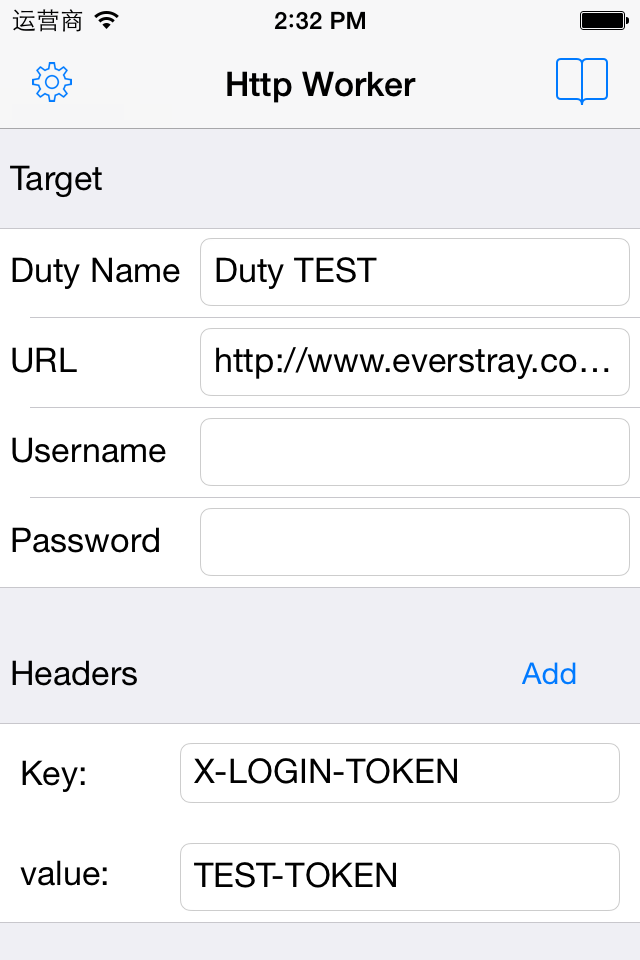 运营商 2:32 PM
Http Worker
Target
Duty Name Duty TEST
URL http://www.everstray.co...
Username
Password
Headers Add
Key: X-LOGIN-TOKEN
value: TEST-TOKEN